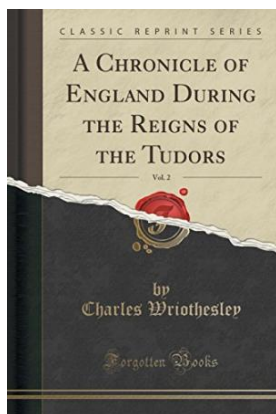 CLASSIC REPRINT SERIES
A CHRONICLE OF
ENGLAND DURING
THE REIGNS OF
THE TUDORS
Vol. 2
by
Charles Wriothesley
Forgotten Books